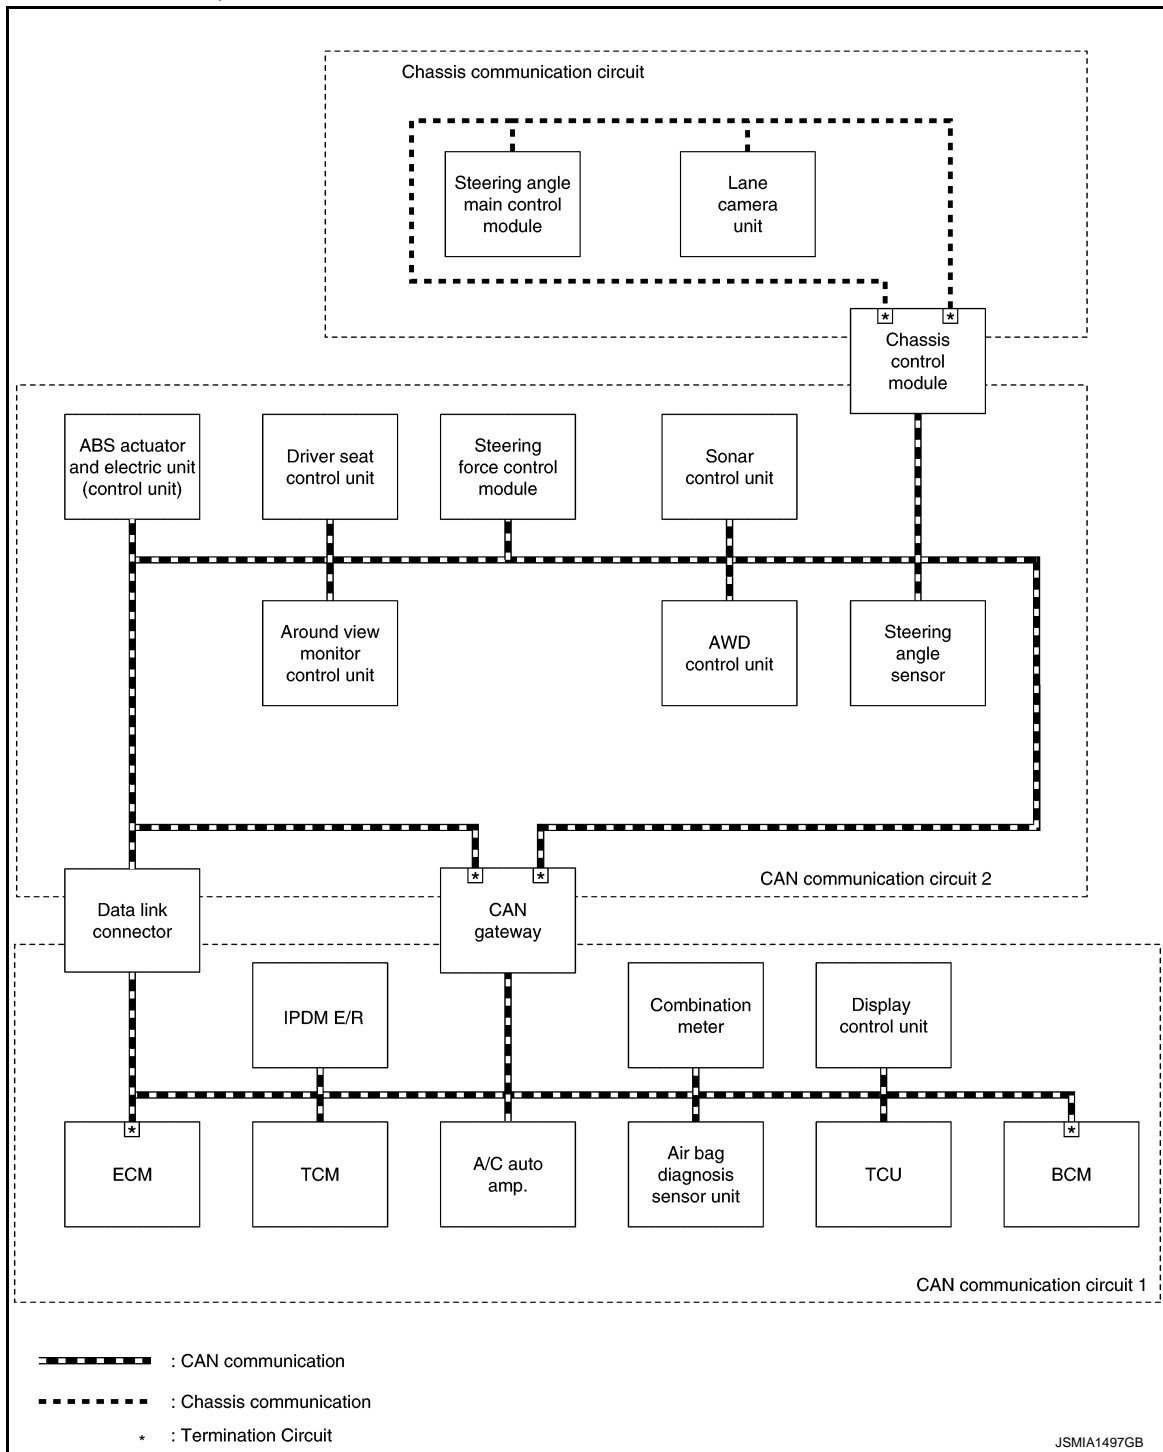 Chassis communication circuit
Steering angle
main control
module
Lane
camera
unit
*
*
Chassis
control
module
ABS actuator
and electric unit
(control unit)
Driver seat
control unit
Steering
force control
module
Sonar
control unit
Around view
monitor
control unit
AWD
control unit
Steering
angle
sensor
*
*
CAN communication circuit 2
Data link
connector
CAN
gateway
IPDM E/R
Combination
meter
Display
control unit
*
ECM
TCM
A/C auto
amp.
Air bag
diagnosis
sensor unit
TCU
*
BCM
CAN communication circuit 1
: CAN communication
: Chassis communication
* : Termination Circuit
JSMIA1497GB